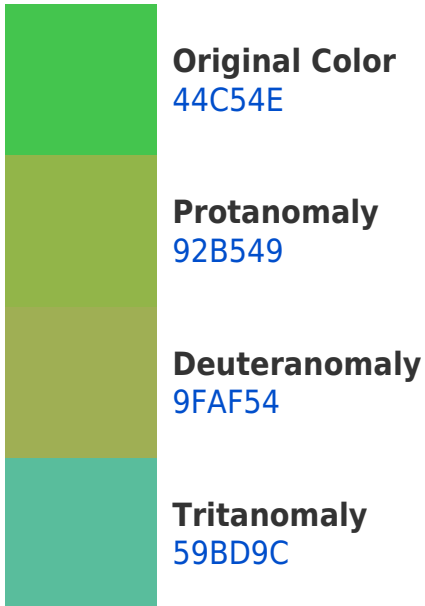 Original Color
44C54E
Protanomaly
92B549
Deuteranomaly
9FAF54
Tritanomaly
59BD9C